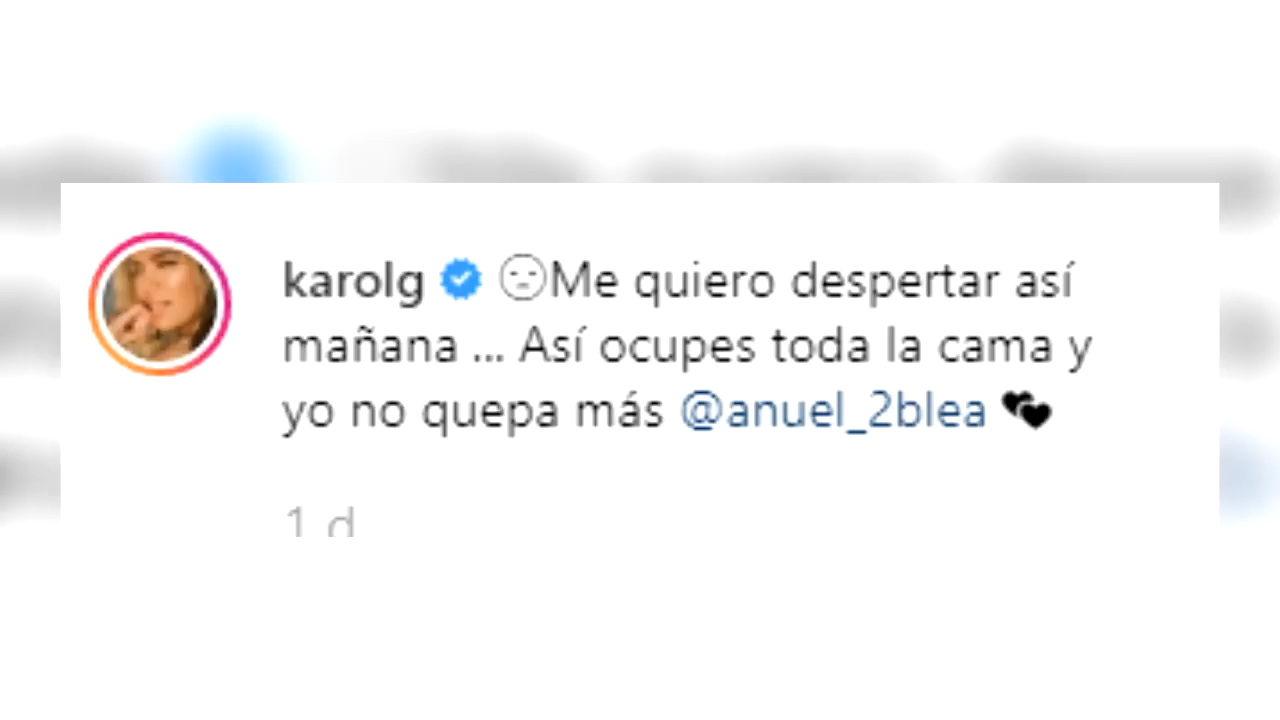 karolg 😑Me quiero despertar así
mañana ... Así ocupes toda la cama y
yo no quepa más @anuel_2blea 💕
1 d